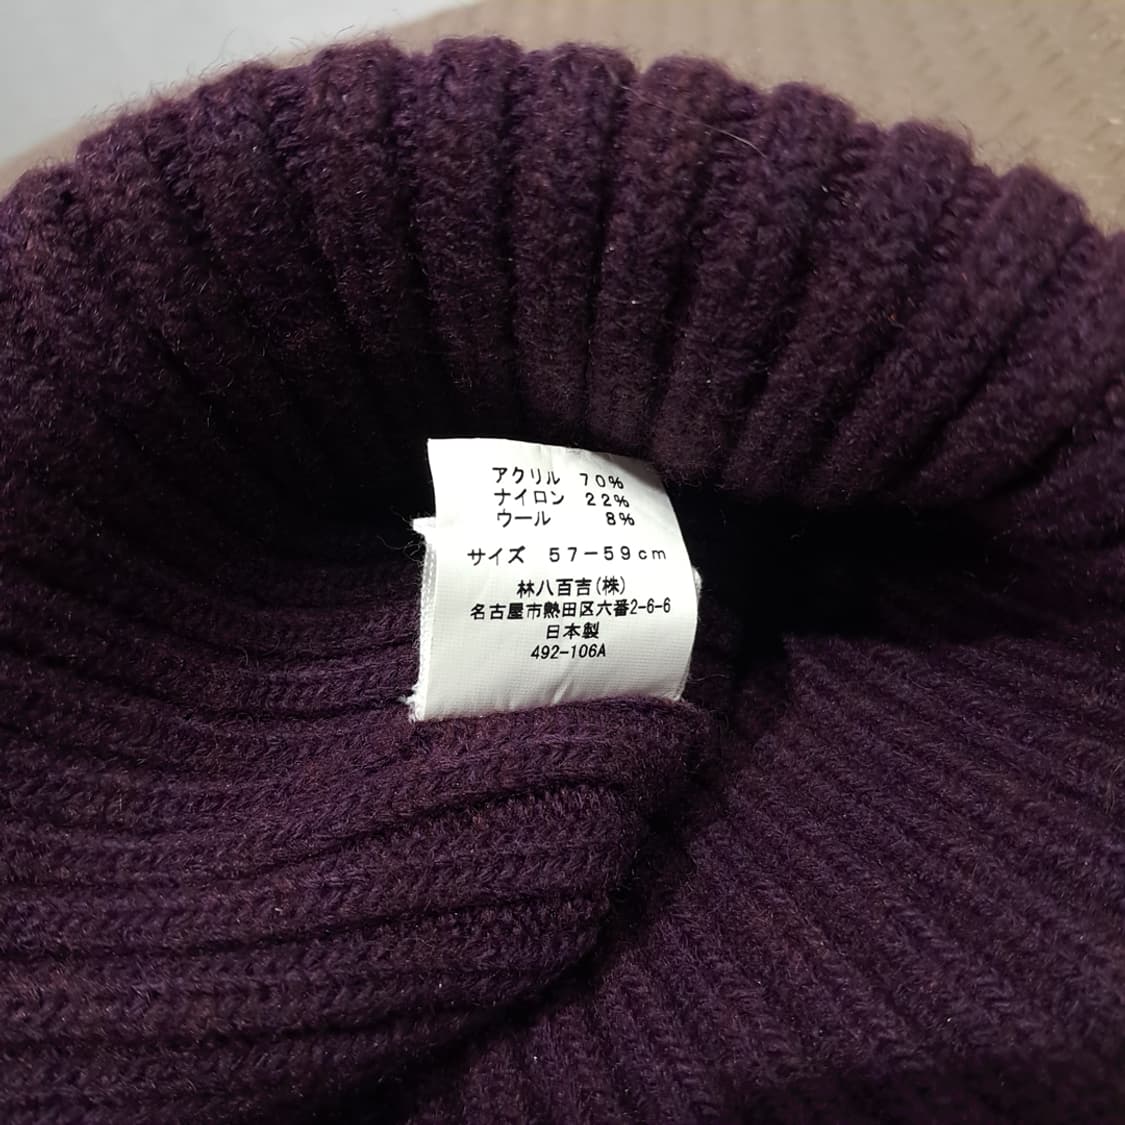 アクリル 70%
ナイロン 22%
ウール 8%
サイズ 57-59cm
林八百吉(株)
名古屋市熱田区六番2-6-6
日本製
492-106A